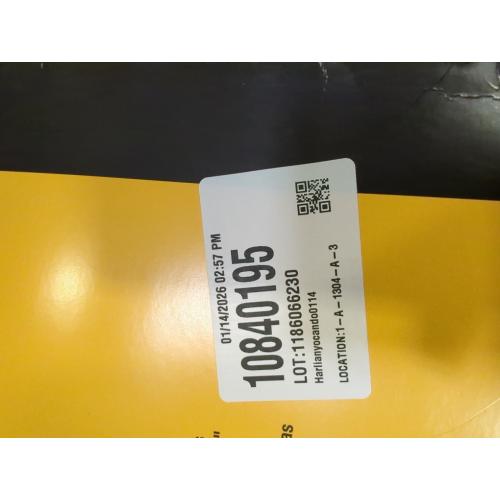 01/14/2026 02:57 PM
10840195
LOT:1186066230
Harlianyocando0114
LOCATION:1-A-1304-A-3